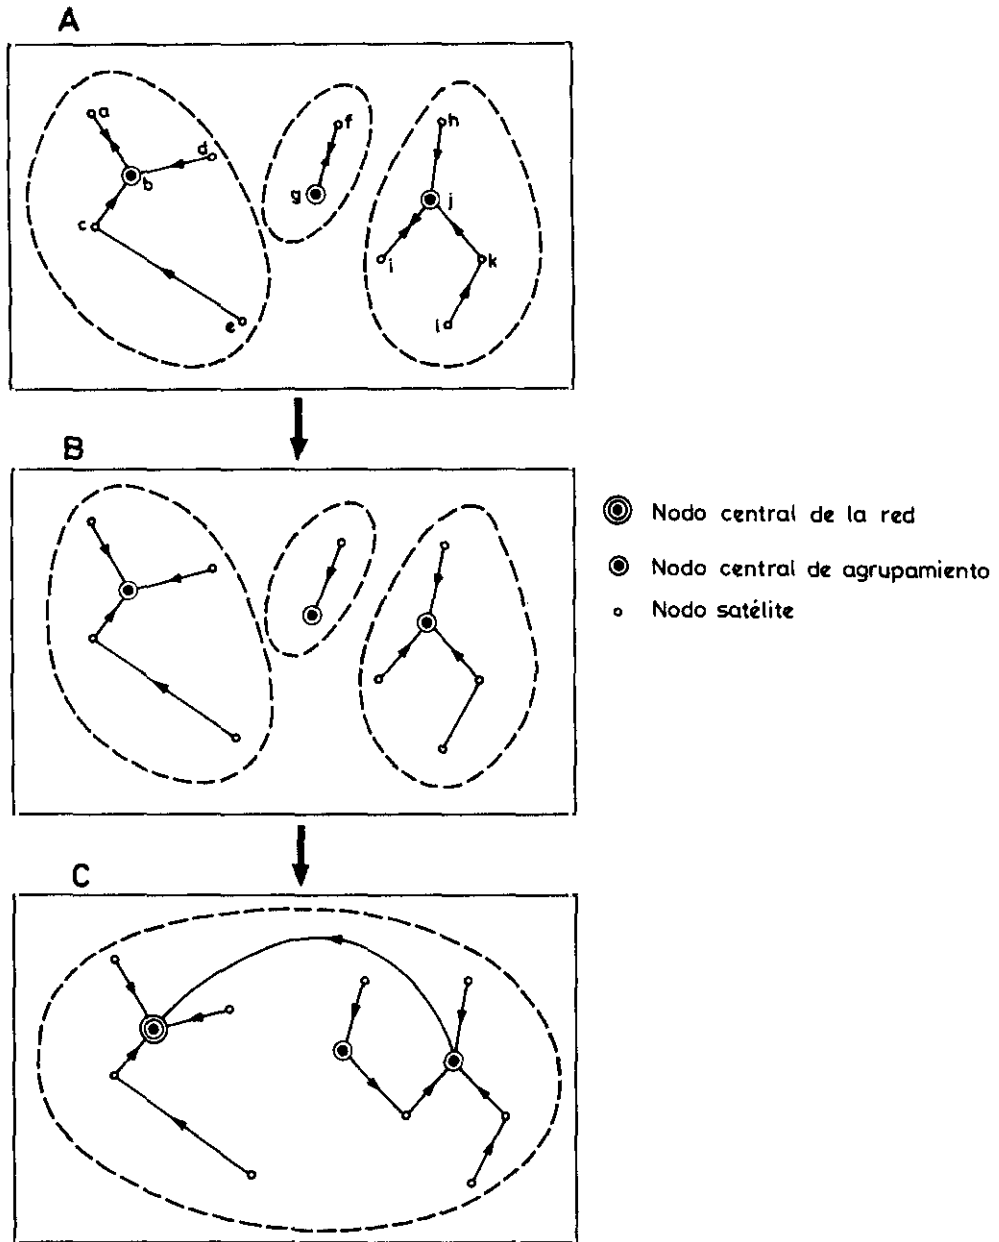 A
a
d
b
c
e
f
g
h
j
i
k
l
B
Nodo central de la red
Nodo central de agrupamiento
Nodo satélite
C